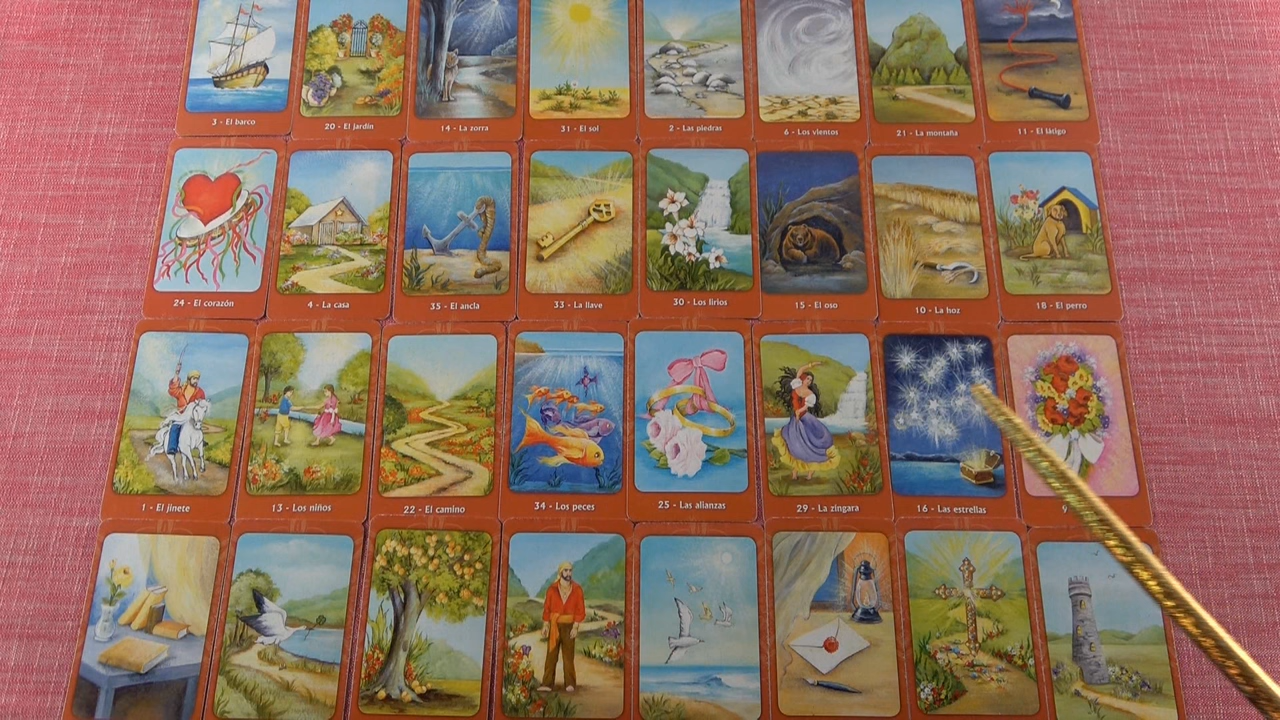 3 - El barco
20 - El jardín
14 - La zorra
31 - El sol
2 - Las piedras
6 - Los vientos
21 - La montaña
11 - El látigo
24 - El corazón
4 - La casa
35 - El ancla
33 - La llave
30 - Los lirios
15 - El oso
10 - La hoz
18 - El perro
1 - El jinete
13 - Los niños
22 - El camino
34 - Los peces
25 - Las alianzas
29 - La zíngara
16 - Las estrellas
9